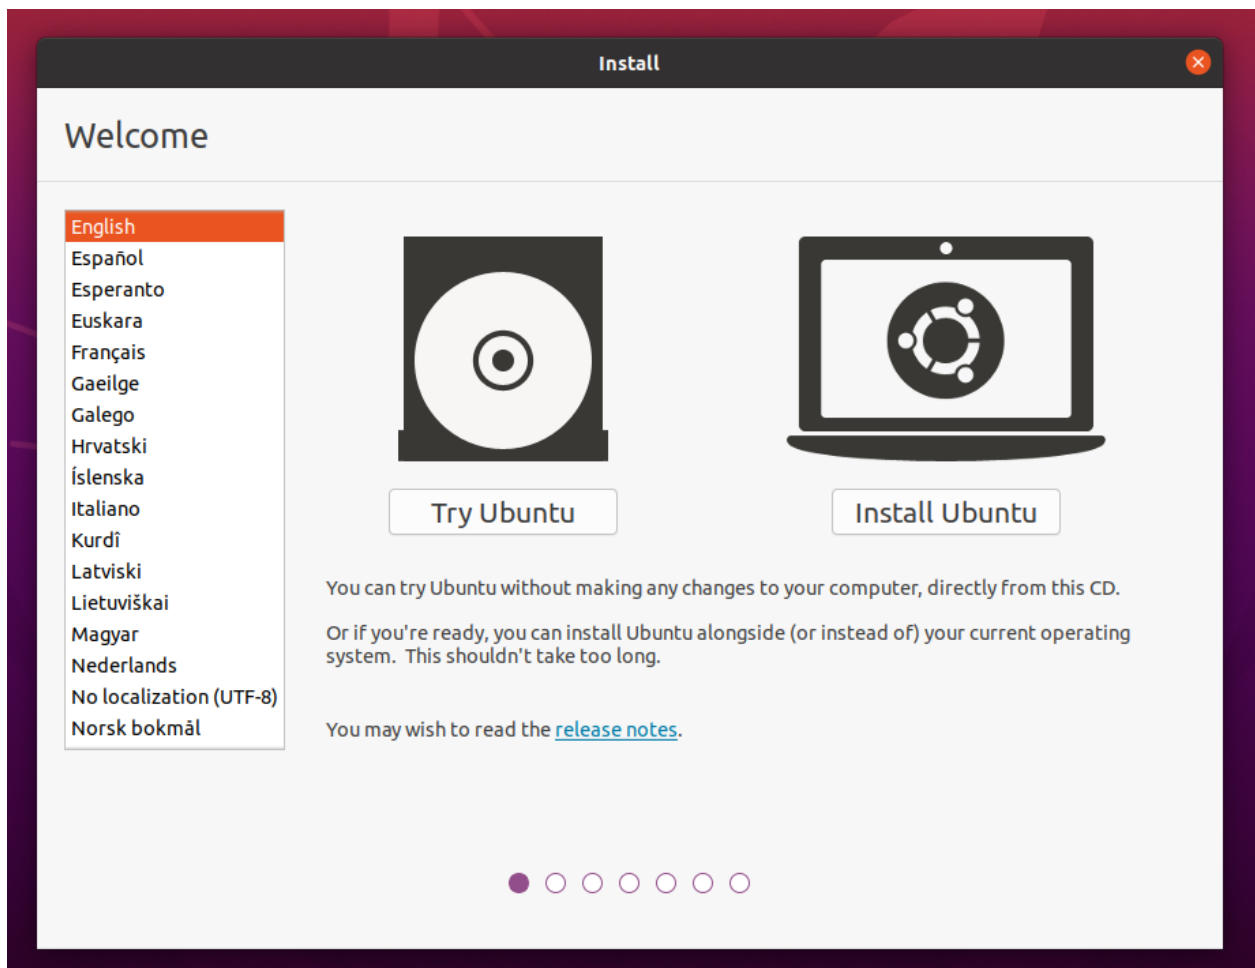 Install
Welcome
English
Español
Esperanto
Euskara
Français
Gaeilge
Galego
Hrvatski
Íslenska
Italiano
Kurdî
Latviski
Lietuviškai
Magyar
Nederlands
No localization (UTF-8)
Norsk bokmål
Try Ubuntu
Install Ubuntu
You can try Ubuntu without making any changes to your computer, directly from this CD.
Or if you're ready, you can install Ubuntu alongside (or instead of) your current operating
system.  This shouldn't take too long.
You may wish to read the release notes.